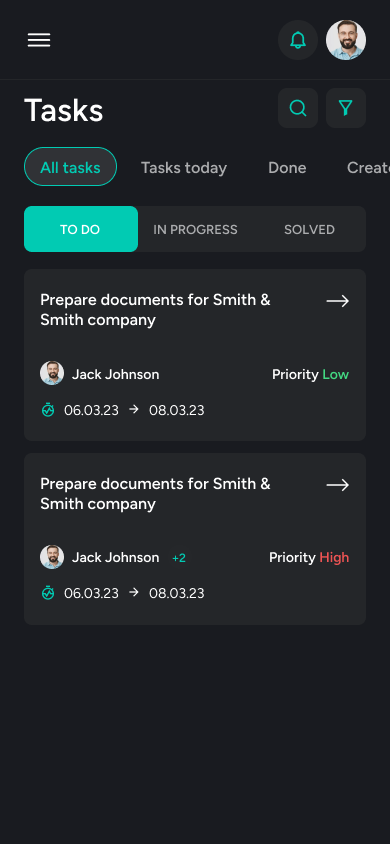 Tasks
All tasks Tasks today Done Create
TO DO IN PROGRESS SOLVED
Prepare documents for Smith &
Smith company
Jack Johnson Priority Low
06.03.23 → 08.03.23
Prepare documents for Smith &
Smith company
Jack Johnson +2 Priority High
06.03.23 → 08.03.23